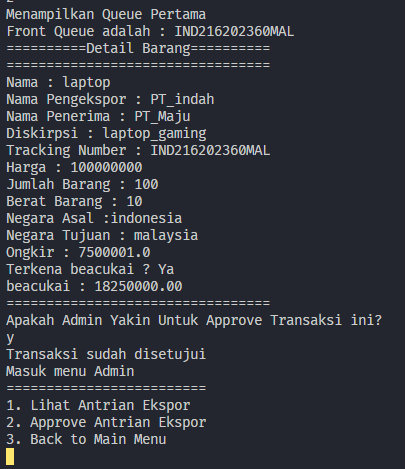 Menampilkan Queue Pertama
Front Queue adalah : IND216202360MAL
==========Detail Barang==========
=================================
Nama : laptop
Nama Pengekspor : PT_indah
Nama Penerima : PT_Maju
Diskirpsi : laptop_gaming
Tracking Number : IND216202360MAL
Harga : 100000000
Jumlah Barang : 100
Berat Barang : 10
Negara Asal :indonesia
Negara Tujuan : malaysia
Ongkir : 7500001.0
Terkena beacukai ? Ya
beacukai : 18250000.00
=================================
Apakah Admin Yakin Untuk Approve Transaksi ini?
y
Transaksi sudah disetujui
Masuk menu Admin
=========================
1. Lihat Antrian Ekspor
2. Approve Antrian Ekspor
3. Back to Main Menu